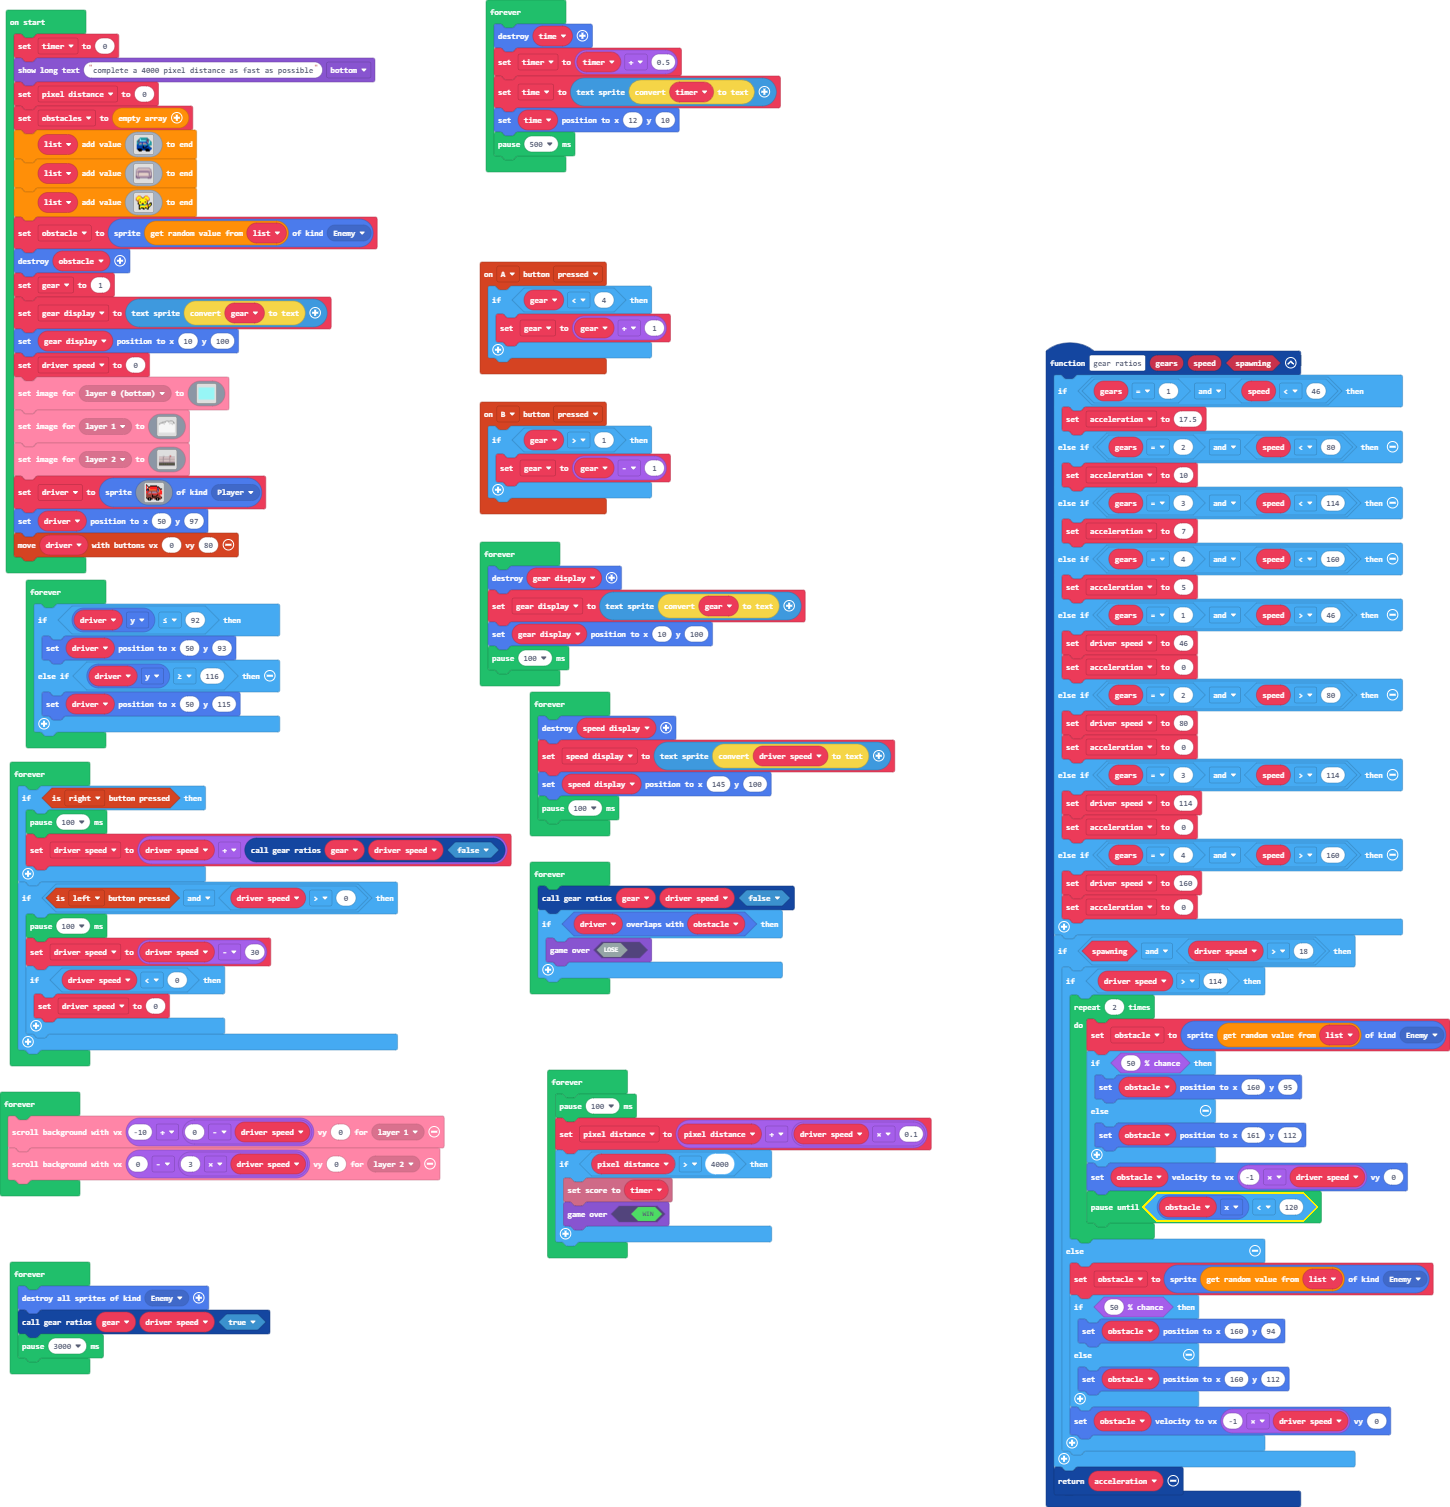 on start
set timer to 0
show long text "complete a 4000 pixel distance as fast as possible" bottom
set pixel distance to 0
set obstacles to empty array
list add value to end
list add value to end
list add value to end
set obstacle to sprite get random value from list of kind Enemy
destroy obstacle
set gear to 1
set gear display to text sprite convert gear to text
set gear display position to x 10 y 100
set driver speed to 0
set image for layer 0 (bottom) to
set image for layer 1 to
set image for layer 2 to
set driver to sprite of kind Player
set driver position to x 50 y 97
move driver with buttons vx 0 vy 80
forever
if driver y ≤ 92 then
set driver position to x 50 y 93
else if driver y ≥ 116 then
set driver position to x 50 y 115
forever
if is right button pressed then
pause 100 ms
set driver speed to driver speed + call gear ratios gear driver speed false
if is left button pressed and driver speed > 0 then
pause 100 ms
set driver speed to driver speed - 30
if driver speed < 0 then
set driver speed to 0
forever
scroll background with vx -10 + 0 - driver speed vy 0 for layer 1
scroll background with vx 0 - 3 × driver speed vy 0 for layer 2
forever
destroy all sprites of kind Enemy
call gear ratios gear driver speed true
pause 3000 ms
forever
destroy time
set timer to timer + 0.5
set time to text sprite convert timer to text
set time position to x 12 y 10
pause 500 ms
on A button pressed
if gear < 4 then
set gear to gear + 1
on B button pressed
if gear > 1 then
set gear to gear - 1
forever
destroy gear display
set gear display to text sprite convert gear to text
set gear display position to x 10 y 100
pause 100 ms
forever
destroy speed display
set speed display to text sprite convert driver speed to text
set speed display position to x 145 y 100
pause 100 ms
forever
call gear ratios gear driver speed false
if driver overlaps with obstacle then
game over LOSE
forever
pause 100 ms
set pixel distance to pixel distance + driver speed × 0.1
if pixel distance > 4000 then
set score to timer
game over WIN
function gear ratios gears speed spawning
if gears = 1 and speed < 46 then
set acceleration to 17.5
else if gears = 2 and speed < 80 then
set acceleration to 10
else if gears = 3 and speed < 114 then
set acceleration to 7
else if gears = 4 and speed < 160 then
set acceleration to 5
else if gears = 1 and speed > 46 then
set driver speed to 46
set acceleration to 0
else if gears = 2 and speed > 80 then
set driver speed to 80
set acceleration to 0
else if gears = 3 and speed > 114 then
set driver speed to 114
set acceleration to 0
else if gears = 4 and speed > 160 then
set driver speed to 160
set acceleration to 0
if spawning and driver speed > 18 then
if driver speed > 114 then
repeat 2 times
do
set obstacle to sprite get random value from list of kind Enemy
if 50 % chance then
set obstacle position to x 160 y 95
else
set obstacle position to x 161 y 112
set obstacle velocity to vx -1 × driver speed vy 0
pause until obstacle x < 120
else
set obstacle to sprite get random value from list of kind Enemy
if 50 % chance then
set obstacle position to x 160 y 94
else
set obstacle position to x 160 y 112
set obstacle velocity to vx -1 × driver speed vy 0
return acceleration